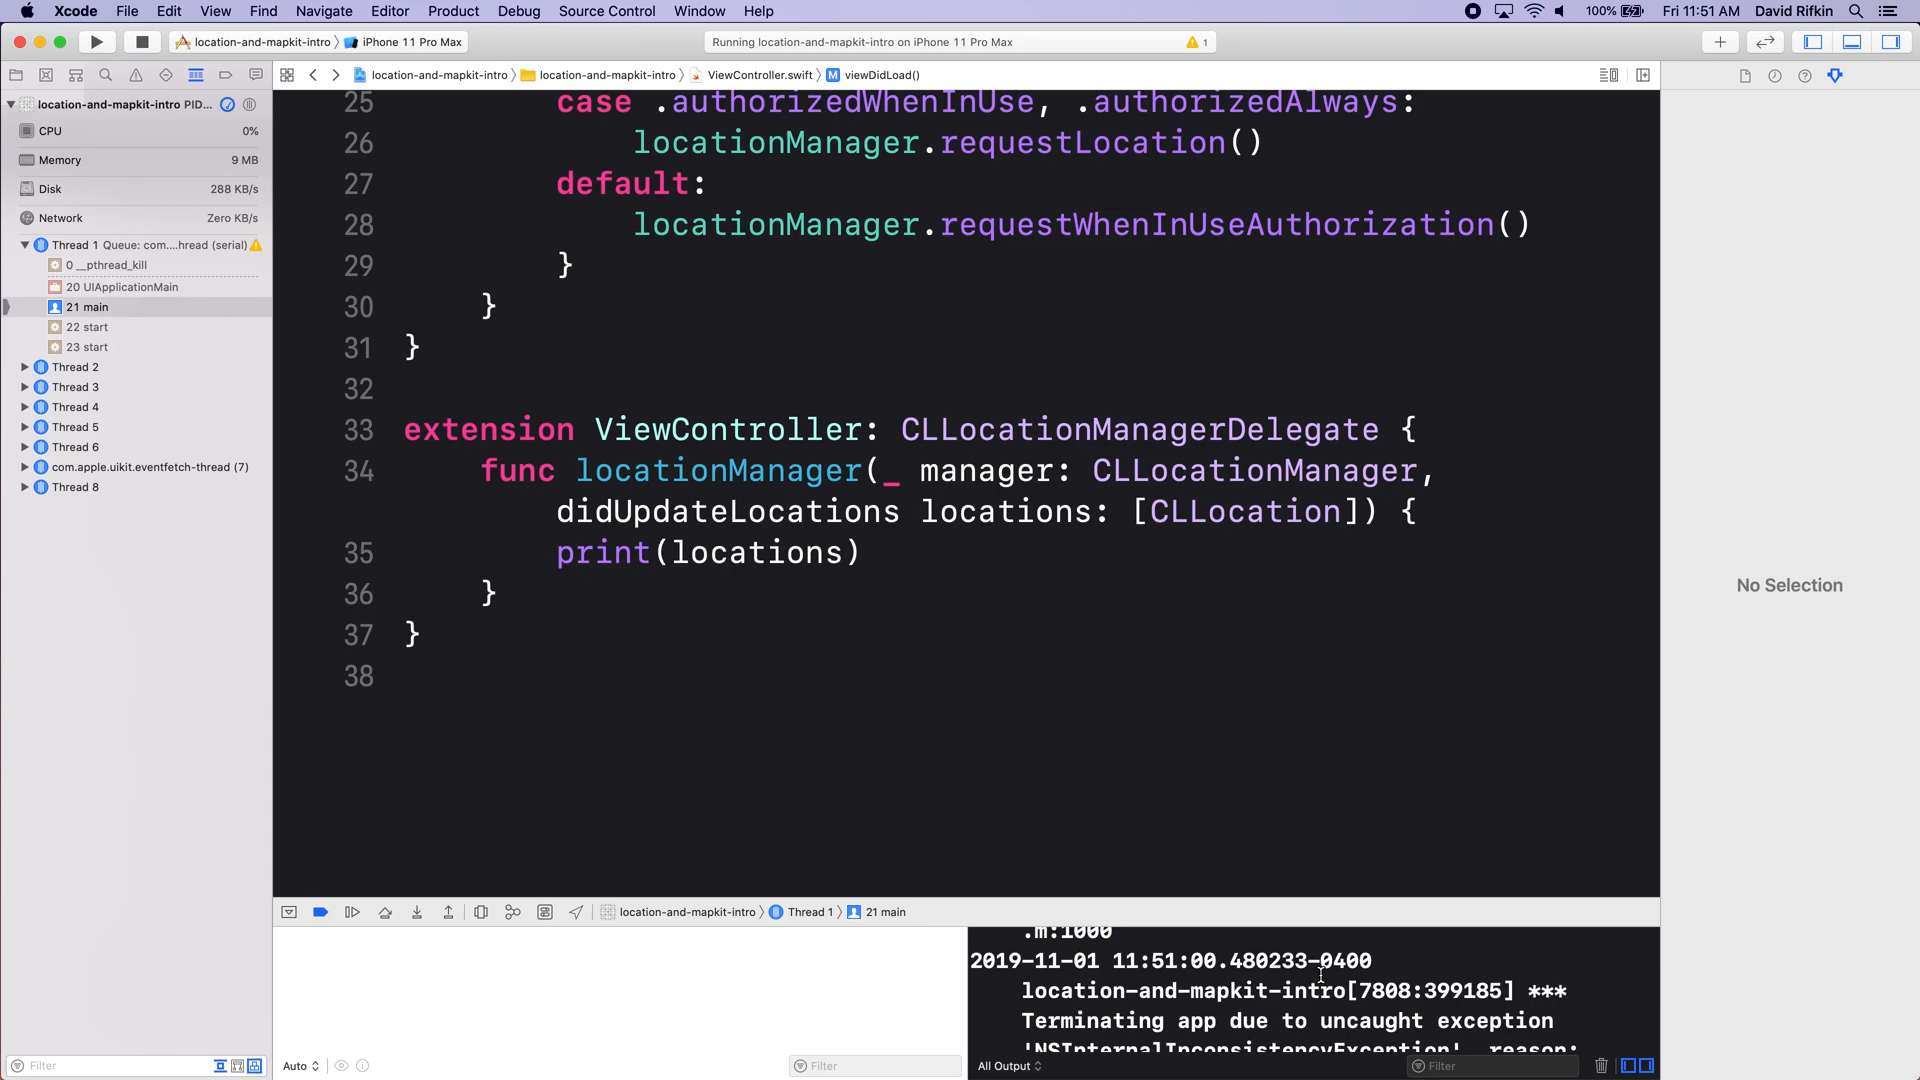 Xcode File Edit View Find Navigate Editor Product Debug Source Control Window Help 100% Fri 11:51 AM David Rifkin
location-and-mapkit-intro iPhone 11 Pro Max Running location-and-mapkit-intro on iPhone 11 Pro Max 1
location-and-mapkit-intro location-and-mapkit-intro ViewController.swift M viewDidLoad()
location-and-mapkit-intro PID...
CPU 0%
Memory 9 MB
Disk 288 KB/s
Network Zero KB/s
Thread 1 Queue: com....hread (serial)
0 __pthread_kill
20 UIApplicationMain
21 main
22 start
23 start
Thread 2
Thread 3
Thread 4
Thread 5
Thread 6
com.apple.uikit.eventfetch-thread (7)
Thread 8
25 case .authorizedWhenInUse, .authorizedAlways:
26 locationManager.requestLocation()
27 default:
28 locationManager.requestWhenInUseAuthorization()
29 }
30 }
31 }
32
33 extension ViewController: CLLocationManagerDelegate {
34 func locationManager(_ manager: CLLocationManager,
didUpdateLocations locations: [CLLocation]) {
35 print(locations)
36 }
37 }
38
No Selection
location-and-mapkit-intro Thread 1 21 main
.m:1000
2019-11-01 11:51:00.480233-0400
location-and-mapkit-intro[7808:399185] ***
Terminating app due to uncaught exception
'NSInternalInconsistencyException', reason:
Filter Auto Filter All Output Filter